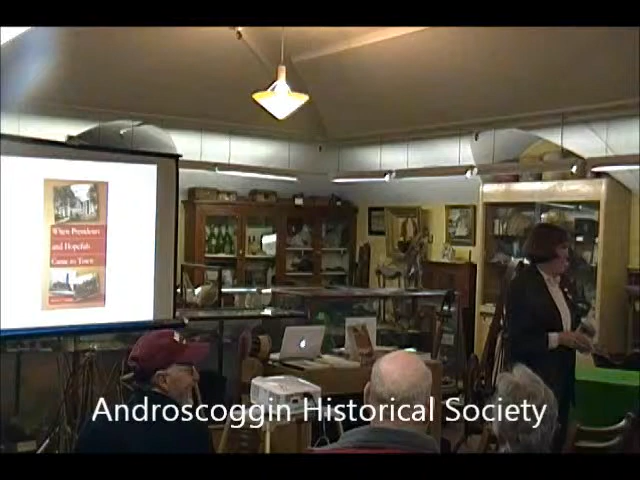 When Presidents
and Hopefuls
Came to Town
Androscoggin Historical Society